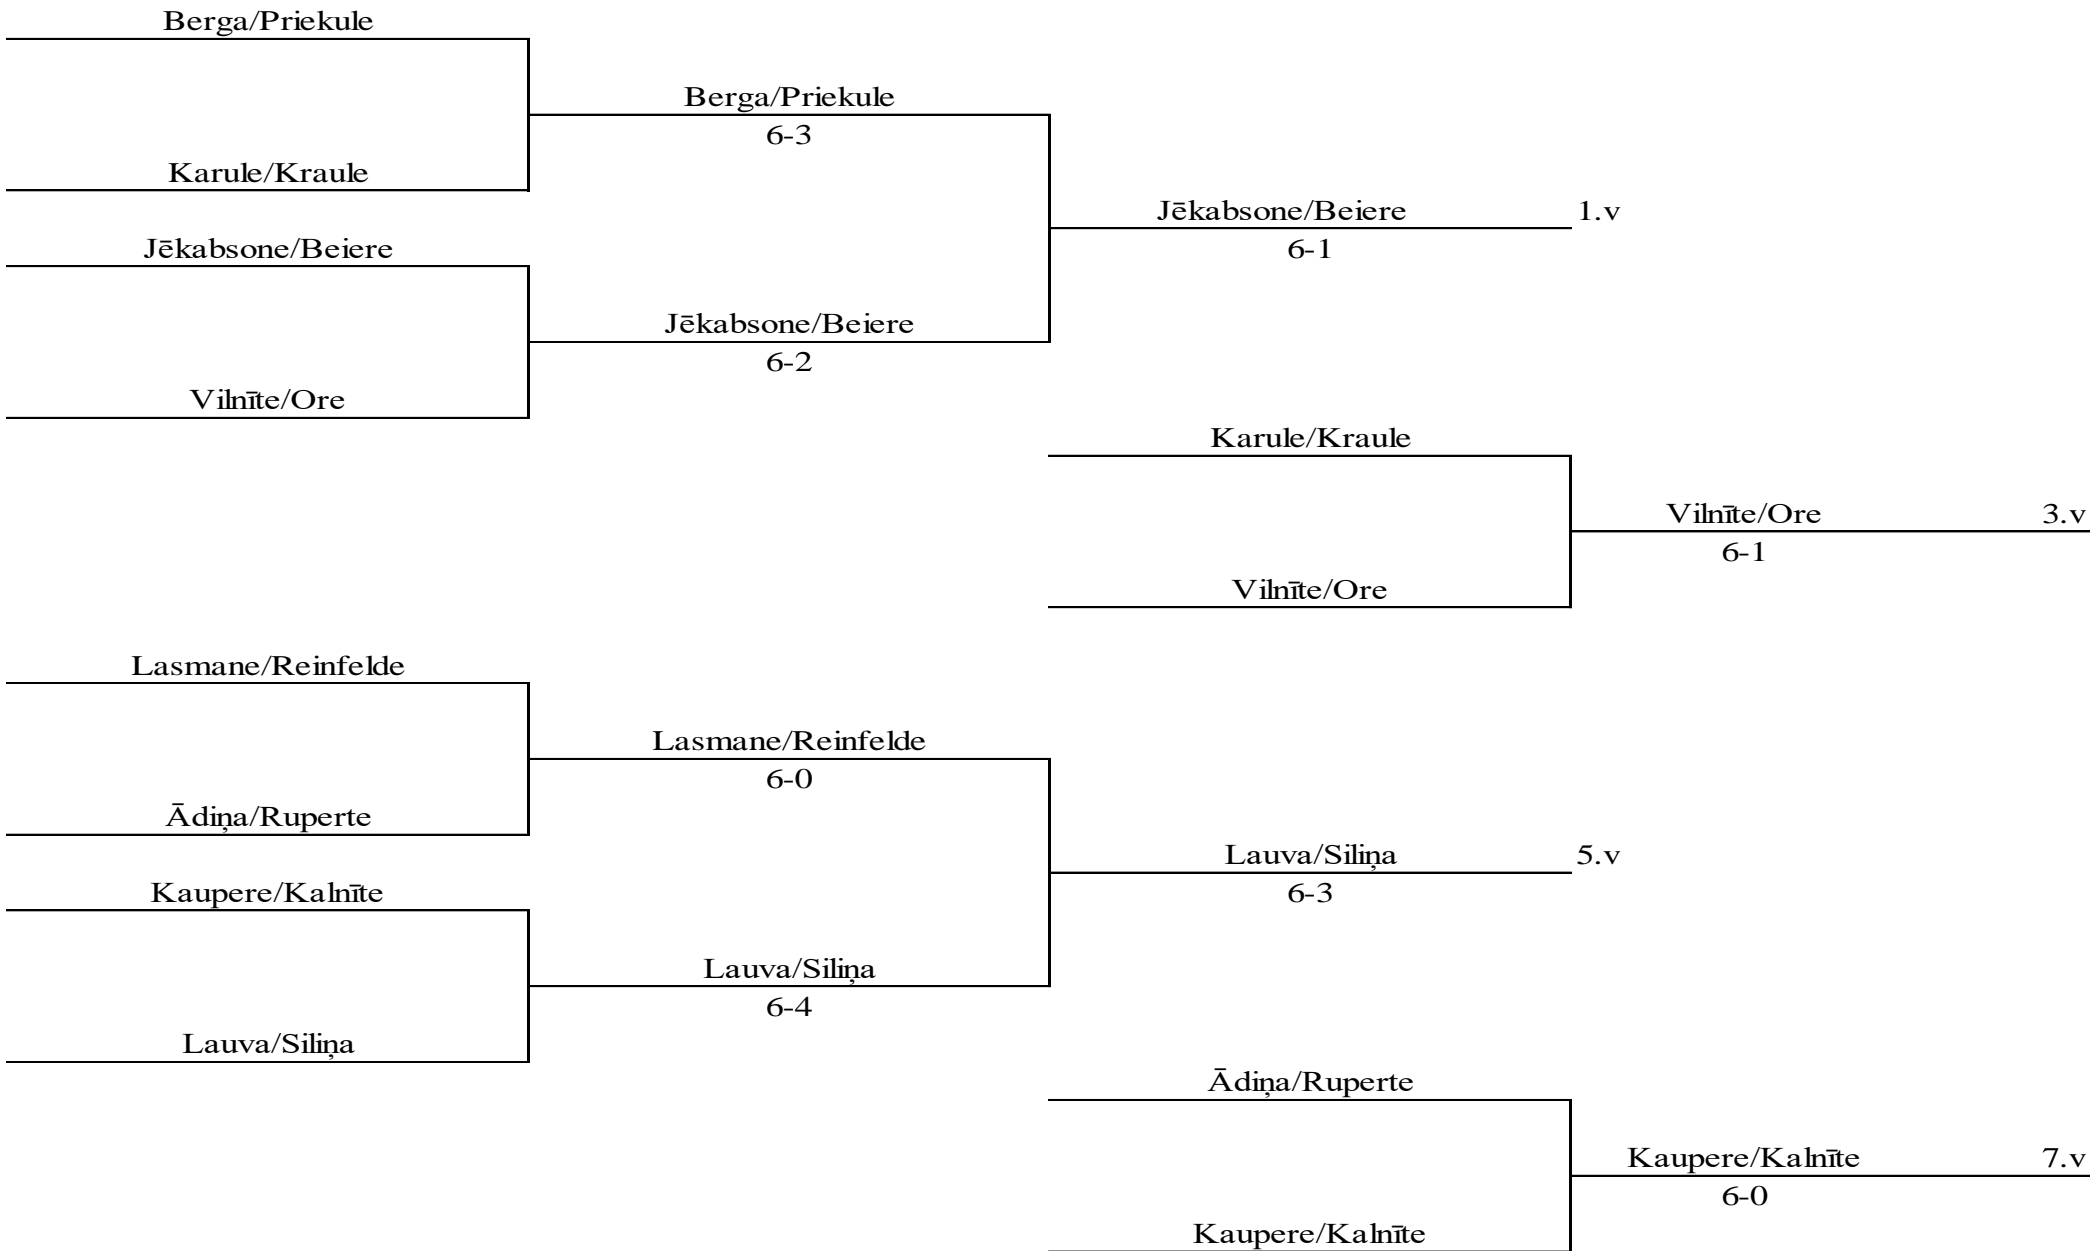 Berga/Priekule
Berga/Priekule
6-3
Karule/Kraule
Jēkabsone/Beiere 1.v
6-1
Jēkabsone/Beiere
Jēkabsone/Beiere
6-2
Vilnīte/Ore
Karule/Kraule
Vilnīte/Ore 3.v
6-1
Vilnīte/Ore
Lasmane/Reinfelde
Lasmane/Reinfelde
6-0
Ādiņa/Ruperte
Lauva/Siliņa 5.v
6-3
Kaupere/Kalnīte
Lauva/Siliņa
6-4
Lauva/Siliņa
Ādiņa/Ruperte
Kaupere/Kalnīte 7.v
6-0
Kaupere/Kalnīte